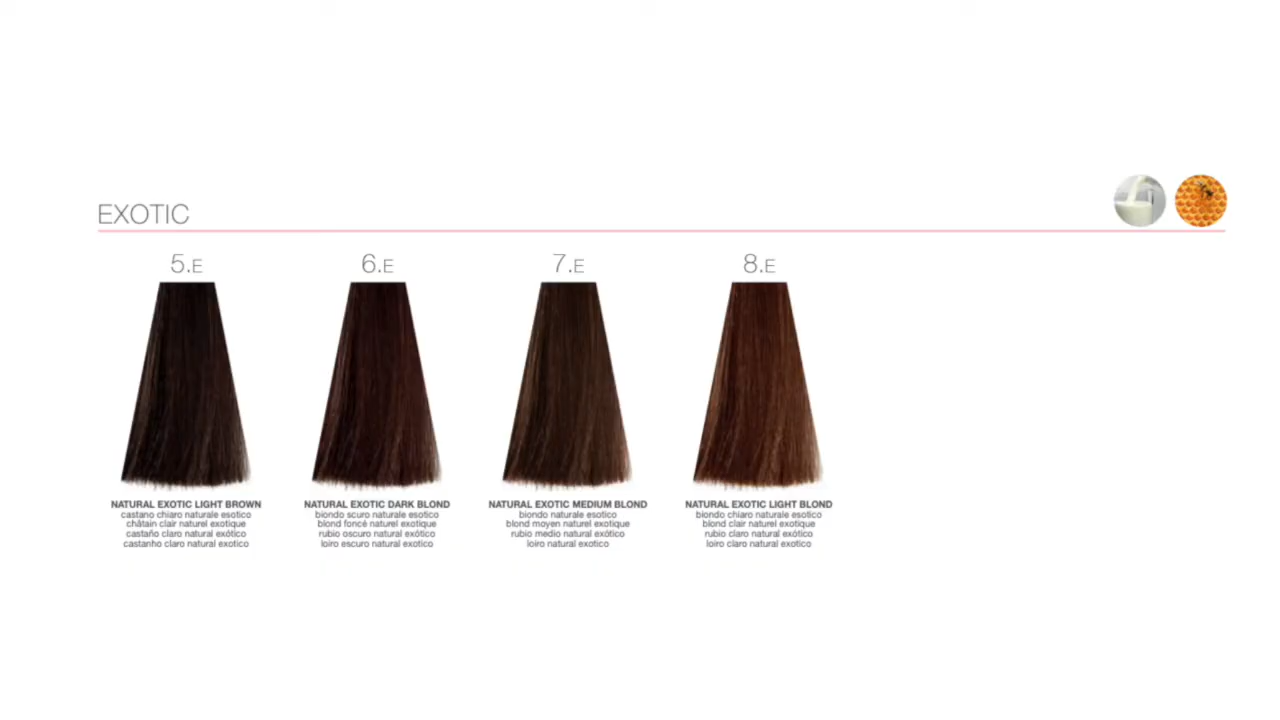 EXOTIC
5.E
6.E
7.E
8.E
NATURAL EXOTIC LIGHT BROWN
castano chiaro naturale esotico
châtain clair naturel exotique
castaño claro natural exótico
castanho claro natural exotico
NATURAL EXOTIC DARK BLOND
biondo scuro naturale esotico
blond foncé naturel exotique
rubio oscuro natural exótico
loiro escuro natural exotico
NATURAL EXOTIC MEDIUM BLOND
biondo naturale esotico
blond moyen naturel exotique
rubio medio natural exótico
loiro natural exotico
NATURAL EXOTIC LIGHT BLOND
biondo chiaro naturale esotico
blond clair naturel exotique
rubio claro natural exótico
loiro claro natural exotico